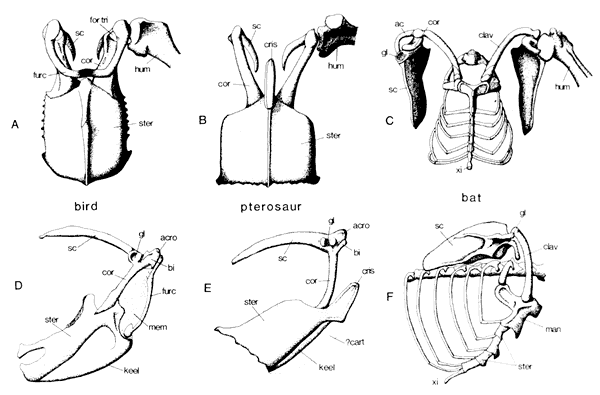 for tri
sc
cor
furc
hum
ster
A
bird
sc
cris
hum
cor
ster
B
pterosaur
ac
cor
clav
gl
sc
hum
C
xi
bat
gl
acro
sc
cor
bi
furc
D
ster
mem
keel
gl
acro
sc
bi
cris
cor
E
ster
?cart
keel
gl
sc
clav
F
man
ster
xi